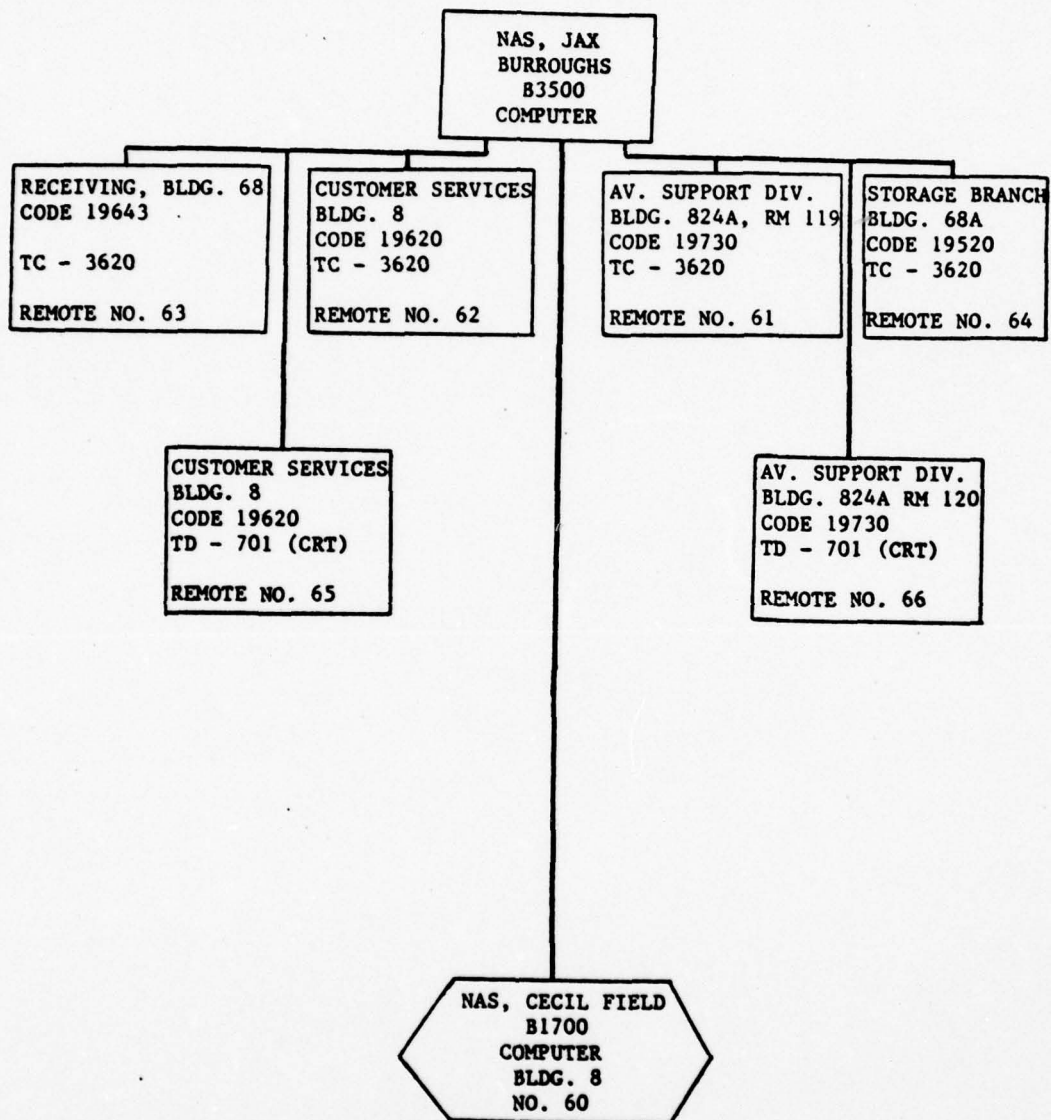 NAS, JAX
BURROUGHS
B3500
COMPUTER
RECEIVING, BLDG. 68
CODE 19643
TC - 3620
REMOTE NO. 63
CUSTOMER SERVICES
BLDG. 8
CODE 19620
TC - 3620
REMOTE NO. 62
AV. SUPPORT DIV.
BLDG. 824A, RM 119
CODE 19730
TC - 3620
REMOTE NO. 61
STORAGE BRANCH
BLDG. 68A
CODE 19520
TC - 3620
REMOTE NO. 64
CUSTOMER SERVICES
BLDG. 8
CODE 19620
TD - 701 (CRT)
REMOTE NO. 65
AV. SUPPORT DIV.
BLDG. 824A RM 120
CODE 19730
TD - 701 (CRT)
REMOTE NO. 66
NAS, CECIL FIELD
B1700
COMPUTER
BLDG. 8
NO. 60